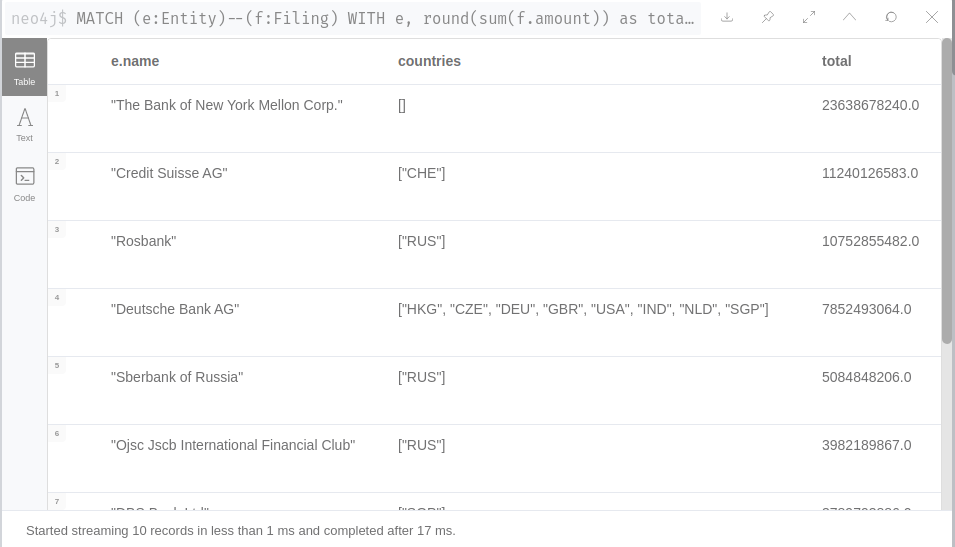 neo4j$ MATCH (e:Entity)--(f:Filing) WITH e, round(sum(f.amount)) as tota…
Table
Text
Code
e.name countries total
1 "The Bank of New York Mellon Corp." [] 23638678240.0
2 "Credit Suisse AG" ["CHE"] 11240126583.0
3 "Rosbank" ["RUS"] 10752855482.0
4 "Deutsche Bank AG" ["HKG", "CZE", "DEU", "GBR", "USA", "IND", "NLD", "SGP"] 7852493064.0
5 "Sberbank of Russia" ["RUS"] 5084848206.0
6 "Ojsc Jscb International Financial Club" ["RUS"] 3982189867.0
7
Started streaming 10 records in less than 1 ms and completed after 17 ms.